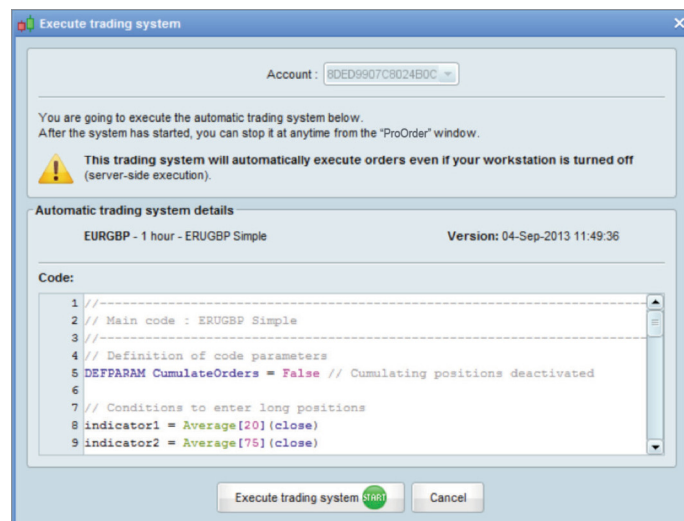 Execute trading system
Account : 8DED9907C8024B0C
You are going to execute the automatic trading system below.
After the system has started, you can stop it at anytime from the "ProOrder" window.
This trading system will automatically execute orders even if your workstation is turned off
(server-side execution).
Automatic trading system details
EURGBP - 1 hour - ERUGBP Simple Version: 04-Sep-2013 11:49:36
Code:
1 //------------------------------------------------------------------------
2 // Main code : ERUGBP Simple
3 //------------------------------------------------------------------------
4 // Definition of code parameters
5 DEFPARAM CumulateOrders = False // Cumulating positions deactivated
6
7 // Conditions to enter long positions
8 indicator1 = Average[20](close)
9 indicator2 = Average[75](close)
Execute trading system START Cancel